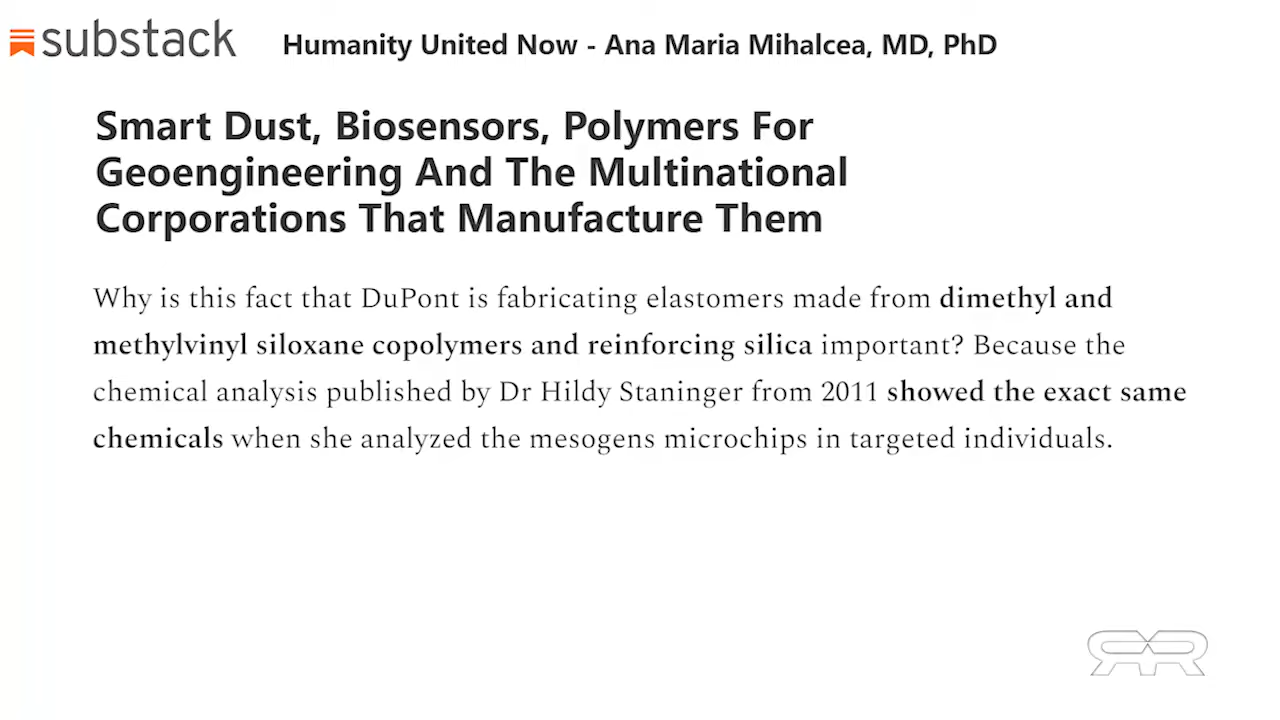 substack Humanity United Now - Ana Maria Mihalcea, MD, PhD
Smart Dust, Biosensors, Polymers For
Geoengineering And The Multinational
Corporations That Manufacture Them
Why is this fact that DuPont is fabricating elastomers made from dimethyl and
methylvinyl siloxane copolymers and reinforcing silica important? Because the
chemical analysis published by Dr Hildy Staninger from 2011 showed the exact same
chemicals when she analyzed the mesogens microchips in targeted individuals.
RR